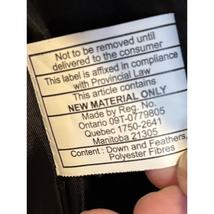 Not to be removed until
delivered to the consumer
This label is affixed in compliance
with Provincial Law
This article contains
NEW MATERIAL ONLY
Made by Reg. No.
Ontario 09T-0779805
Quebec 1750-2641
Manitoba 21305
Content : Down and Feathers,
Polyester Fibres